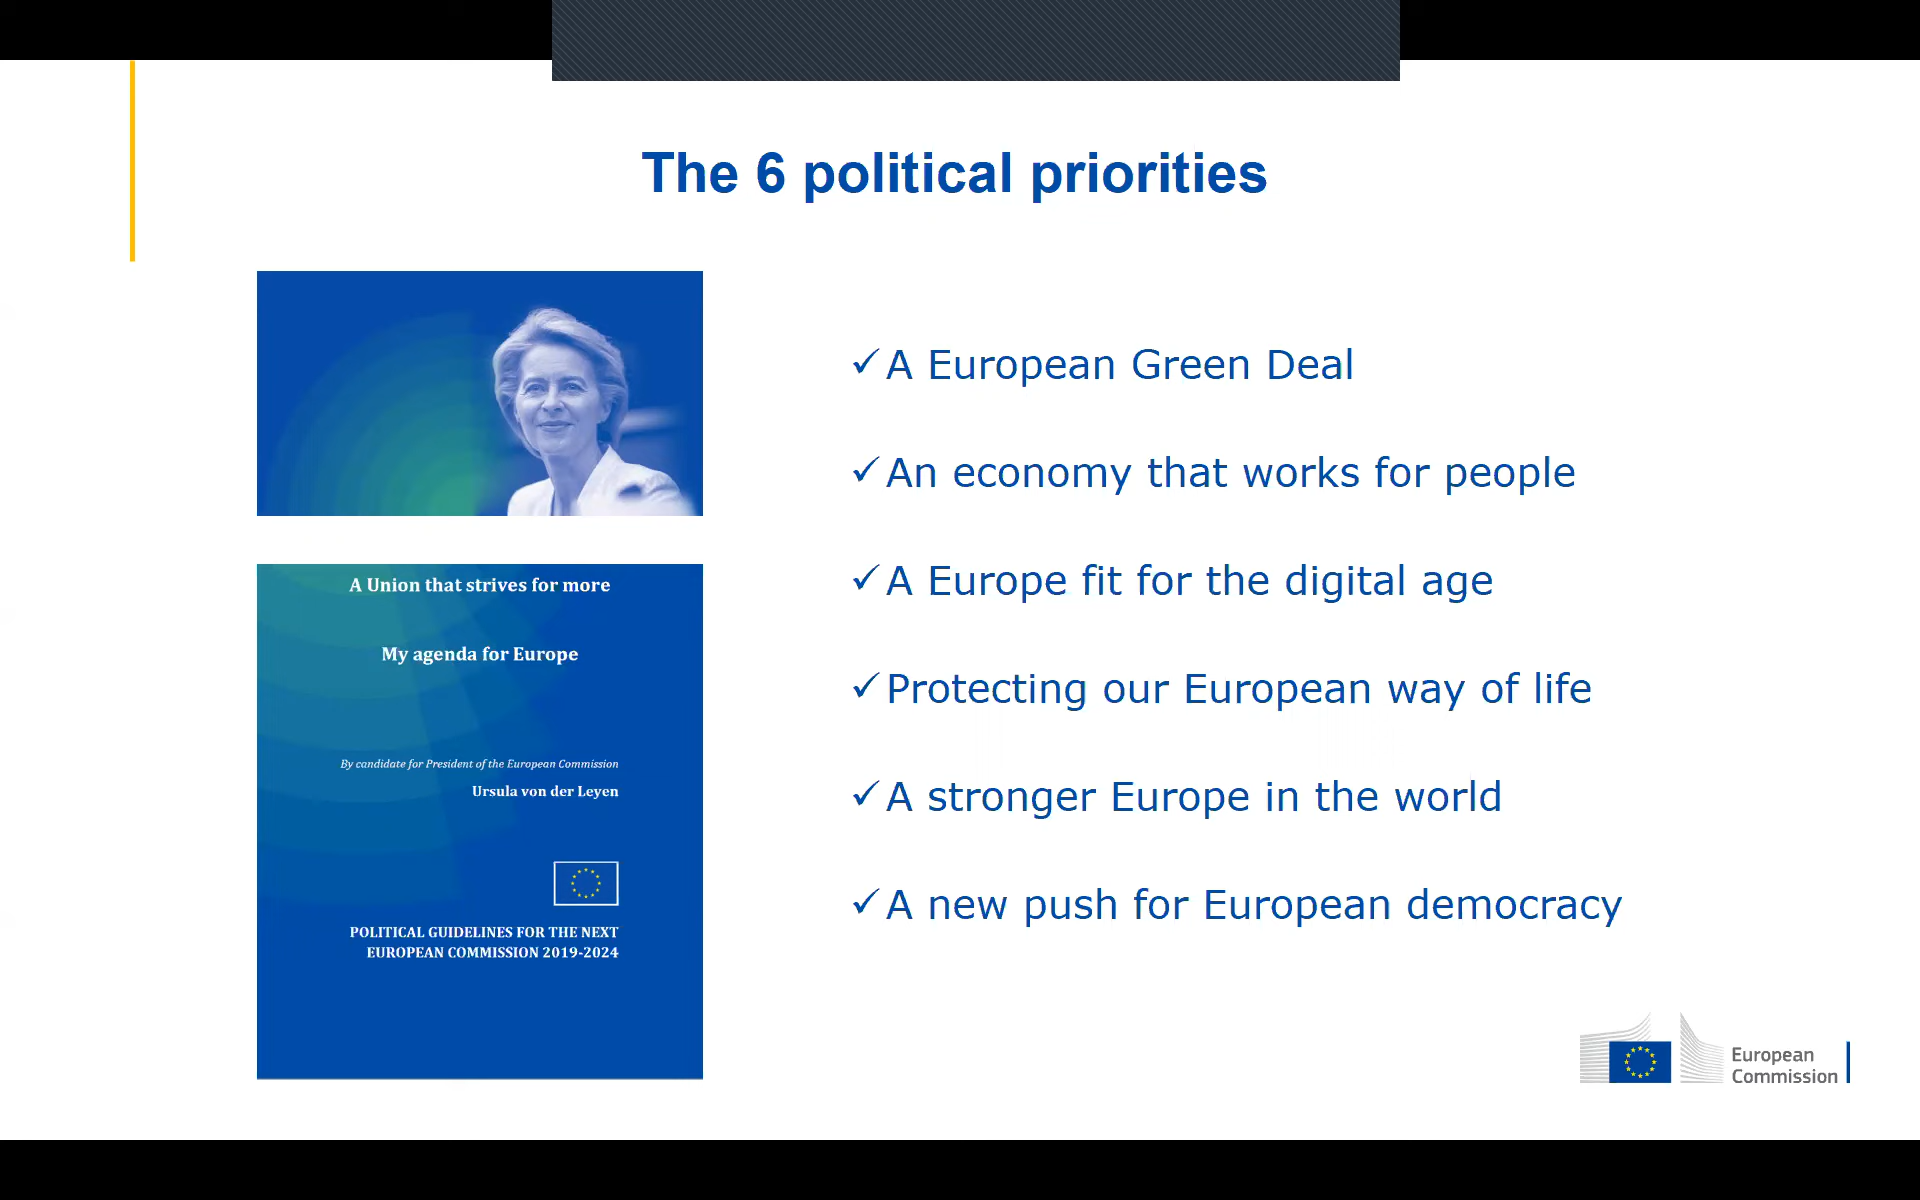 The 6 political priorities
A Union that strives for more
My agenda for Europe
By candidate for President of the European Commission
Ursula von der Leyen
POLITICAL GUIDELINES FOR THE NEXT
EUROPEAN COMMISSION 2019-2024
✓ A European Green Deal
✓ An economy that works for people
✓ A Europe fit for the digital age
✓ Protecting our European way of life
✓ A stronger Europe in the world
✓ A new push for European democracy
European
Commission